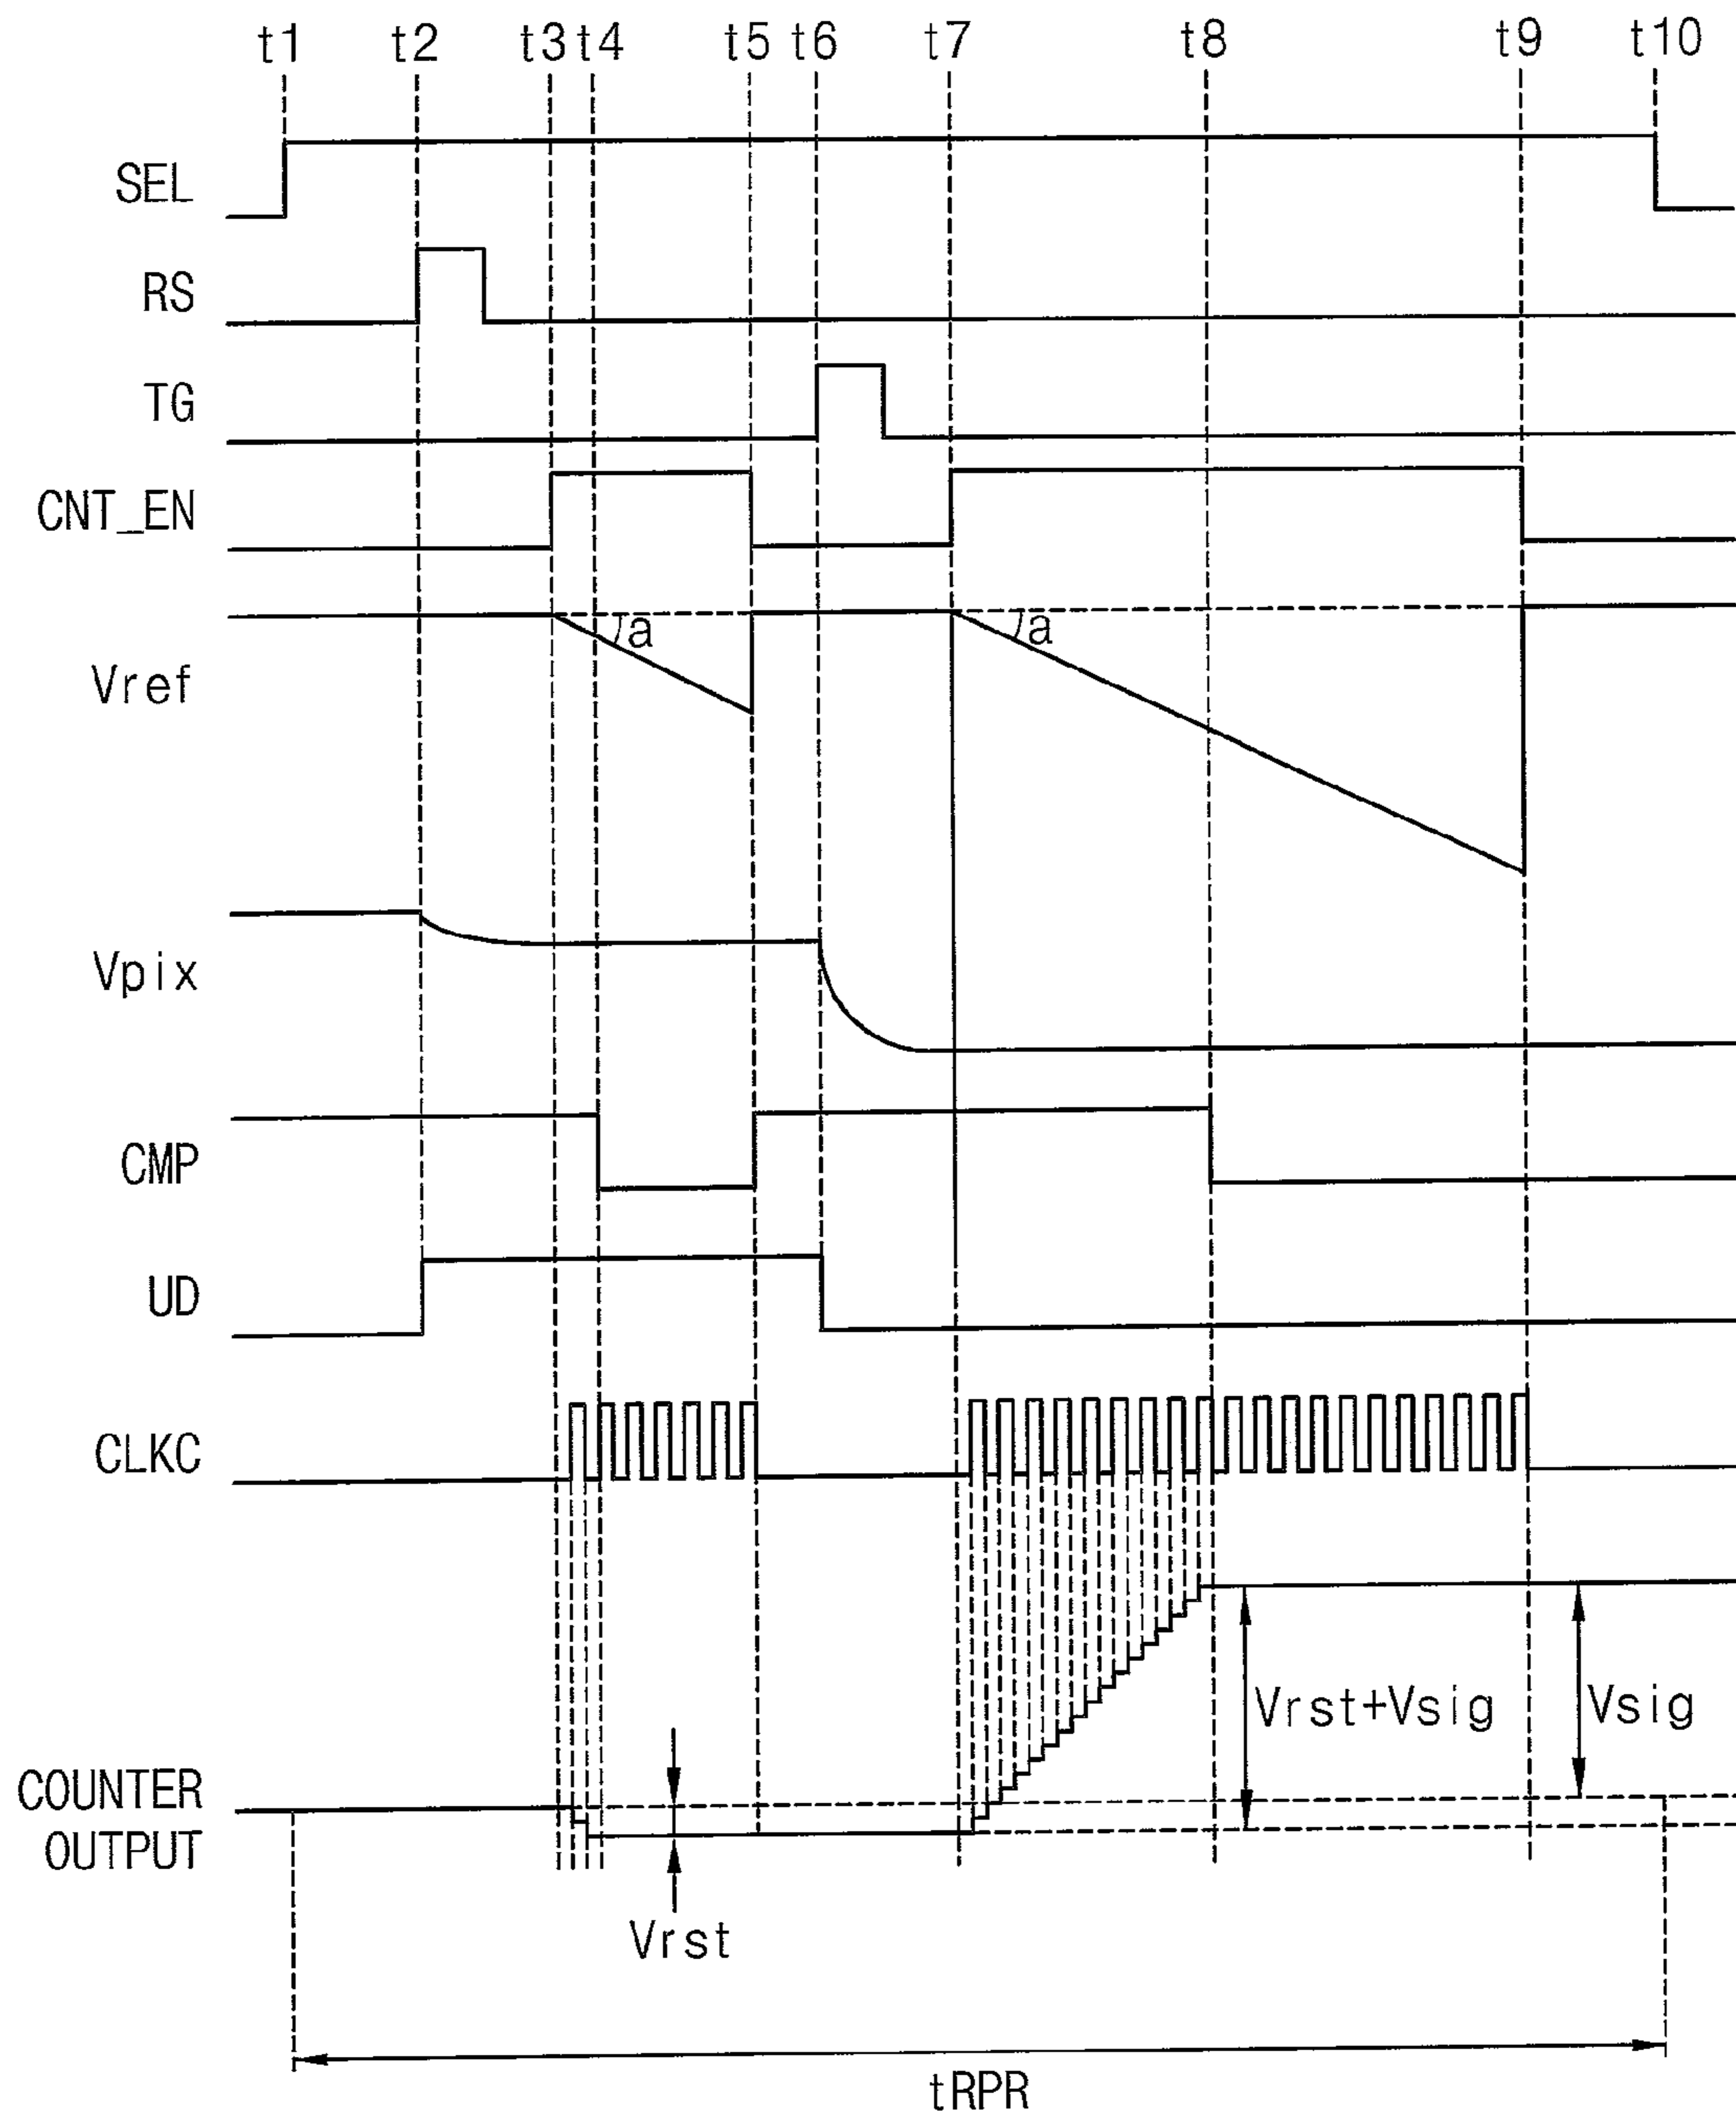 t1 t2 t3 t4 t5 t6 t7 t8 t9 t10
SEL
RS
TG
CNT_EN
a a
Vref
Vpix
CMP
UD
CLKC
Vrst+Vsig Vsig
COUNTER
OUTPUT
Vrst
tRPR